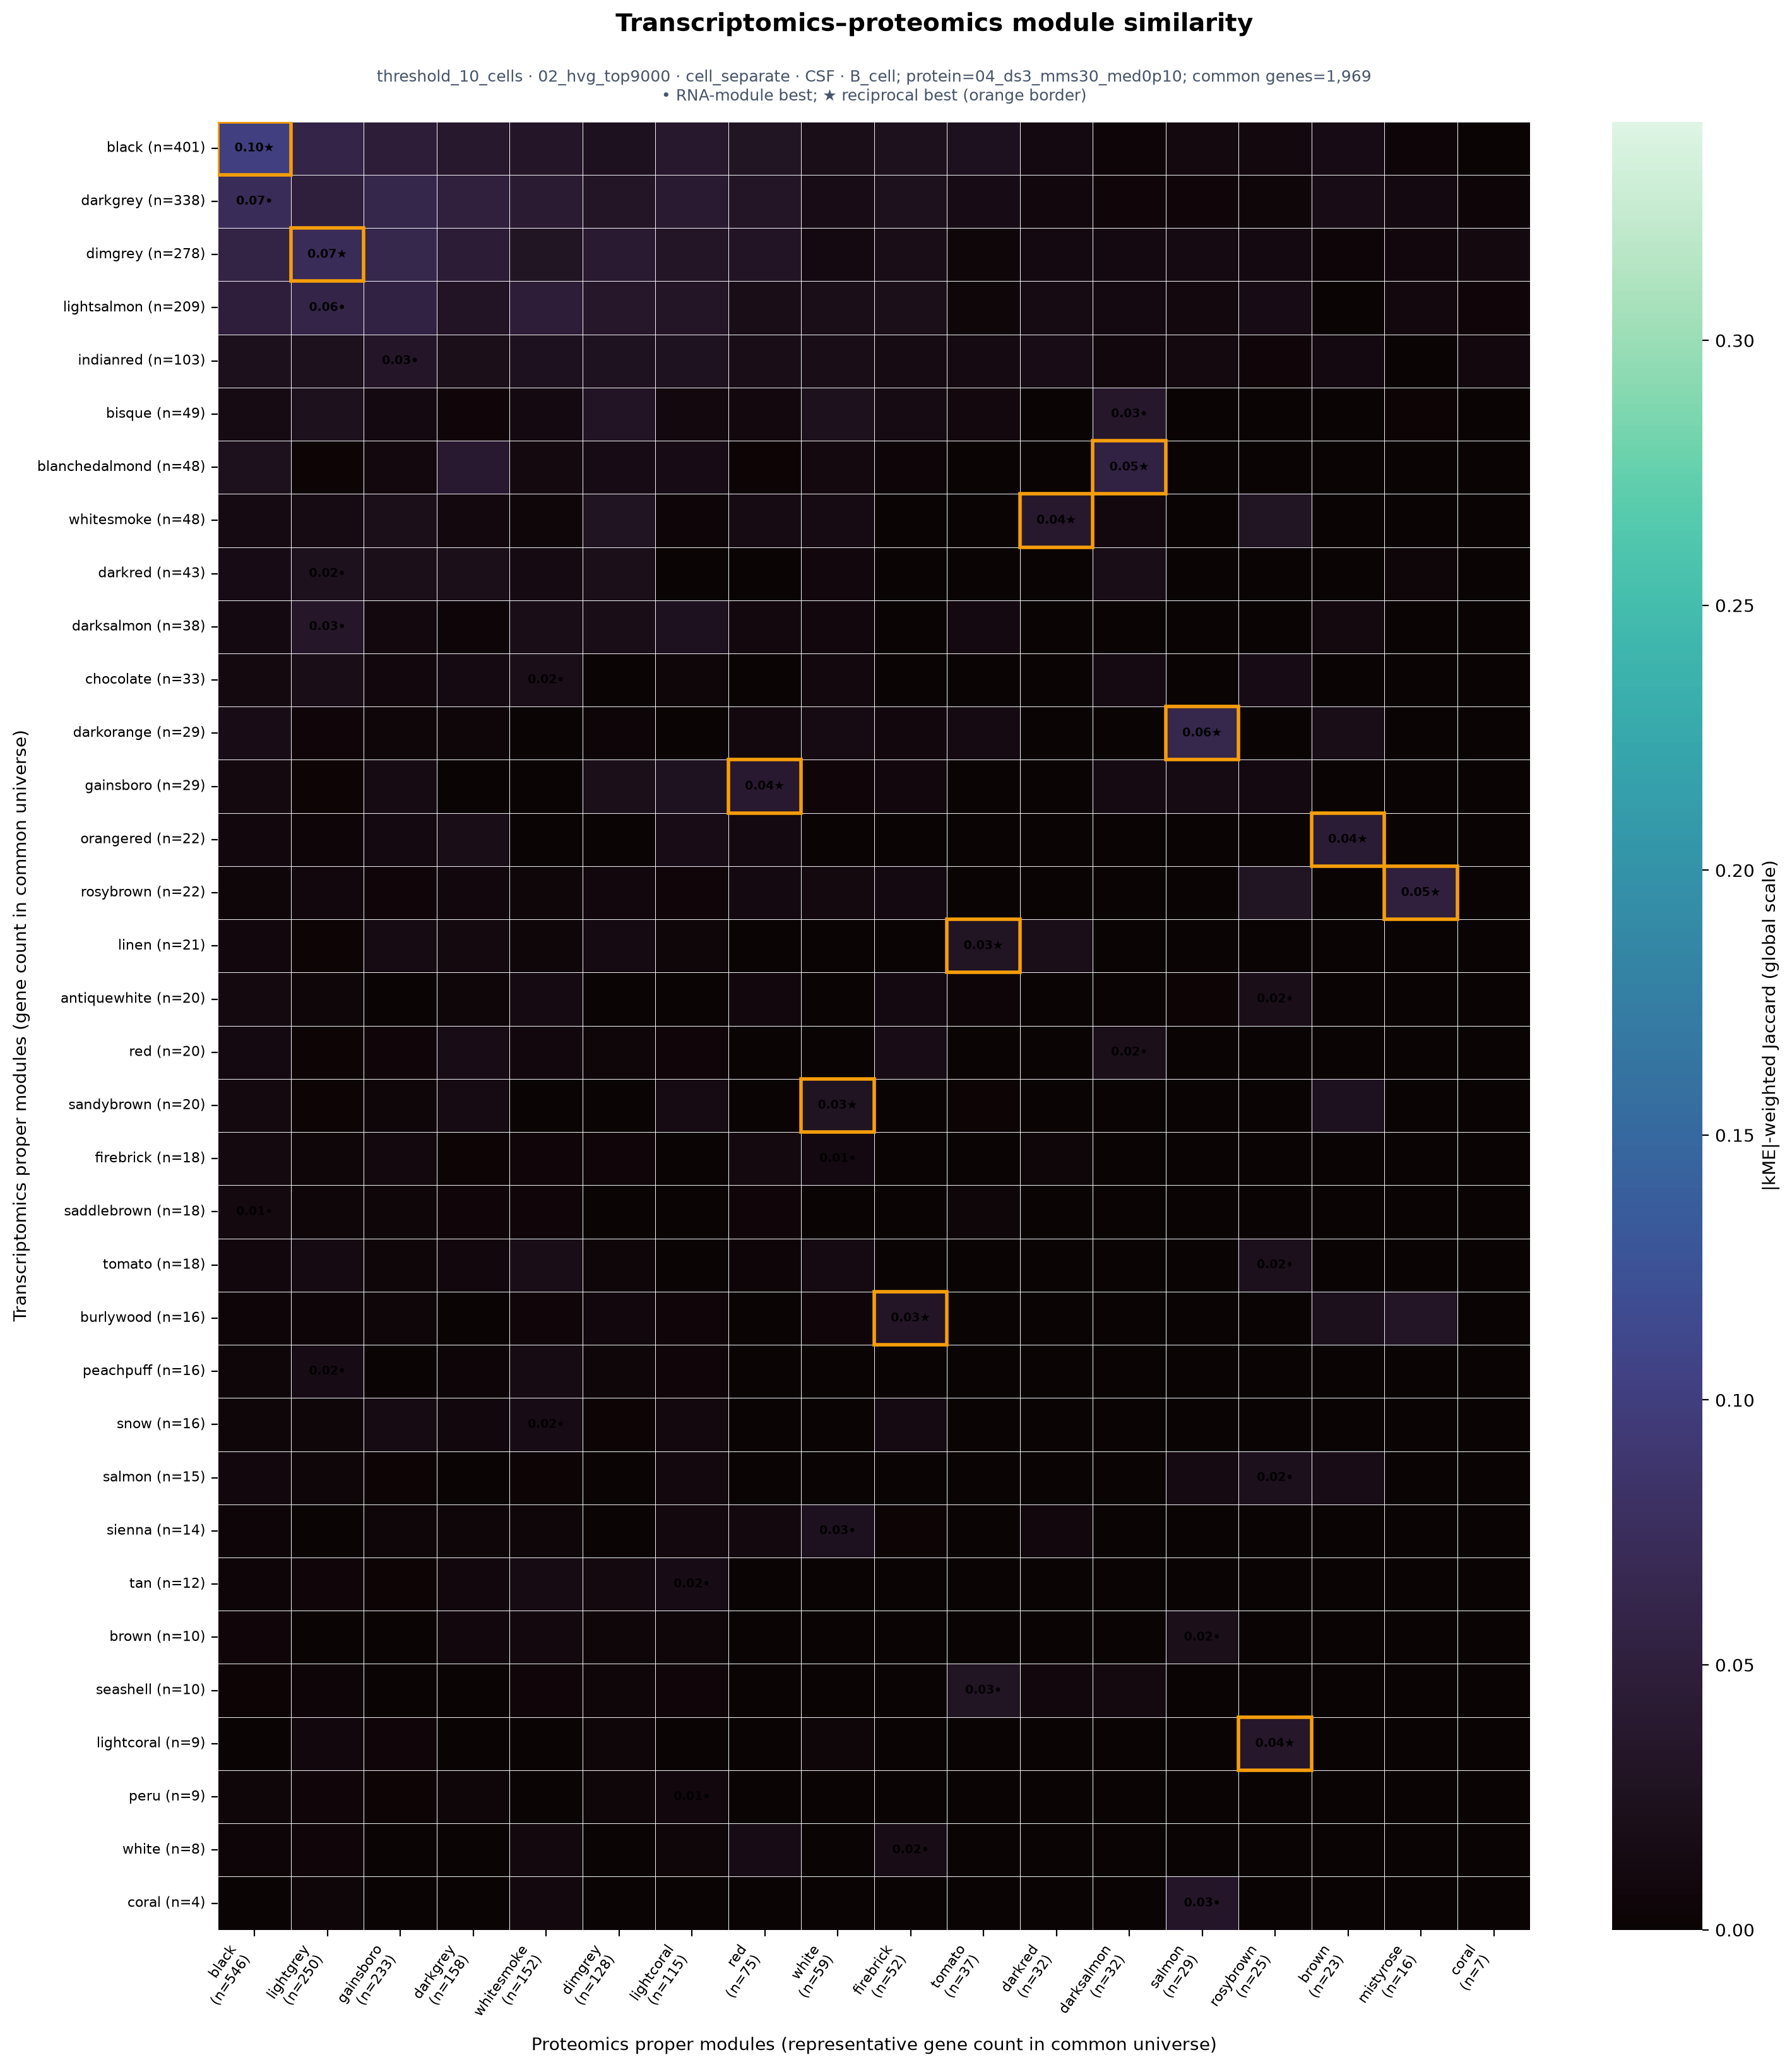 Transcriptomics–proteomics module similarity
threshold_10_cells · 02_hvg_top9000 · cell_separate · CSF · B_cell; protein=04_ds3_mms30_med0p10; common genes=1,969
• RNA-module best; ★ reciprocal best (orange border)
Transcriptomics proper modules (gene count in common universe)
black (n=401) 0.10★
darkgrey (n=338) 0.07•
dimgrey (n=278) 0.07★
lightsalmon (n=209) 0.06•
indianred (n=103) 0.03•
bisque (n=49) 0.03•
blanchedalmond (n=48) 0.05★
whitesmoke (n=48) 0.04★
darkred (n=43) 0.02•
darksalmon (n=38) 0.03•
chocolate (n=33) 0.02•
darkorange (n=29) 0.06★
gainsboro (n=29) 0.04★
orangered (n=22) 0.04★
rosybrown (n=22) 0.05★
linen (n=21) 0.03★
antiquewhite (n=20) 0.02•
red (n=20) 0.02•
sandybrown (n=20) 0.03★
firebrick (n=18) 0.01•
saddlebrown (n=18) 0.01•
tomato (n=18) 0.02•
burlywood (n=16) 0.03★
peachpuff (n=16) 0.02•
snow (n=16) 0.02•
salmon (n=15) 0.02•
sienna (n=14) 0.03•
tan (n=12) 0.02•
brown (n=10) 0.02•
seashell (n=10) 0.03•
lightcoral (n=9) 0.04★
peru (n=9) 0.01•
white (n=8) 0.02•
coral (n=4) 0.03•
black
(n=546)
lightgrey
(n=250)
gainsboro
(n=233)
darkgrey
(n=158)
whitesmoke
(n=152)
dimgrey
(n=128)
lightcoral
(n=115)
red
(n=75)
white
(n=59)
firebrick
(n=52)
tomato
(n=37)
darkred
(n=32)
darksalmon
(n=32)
salmon
(n=29)
rosybrown
(n=25)
brown
(n=23)
mistyrose
(n=16)
coral
(n=7)
Proteomics proper modules (representative gene count in common universe)
0.30
0.25
0.20
0.15
0.10
0.05
0.00
|kME|-weighted Jaccard (global scale)